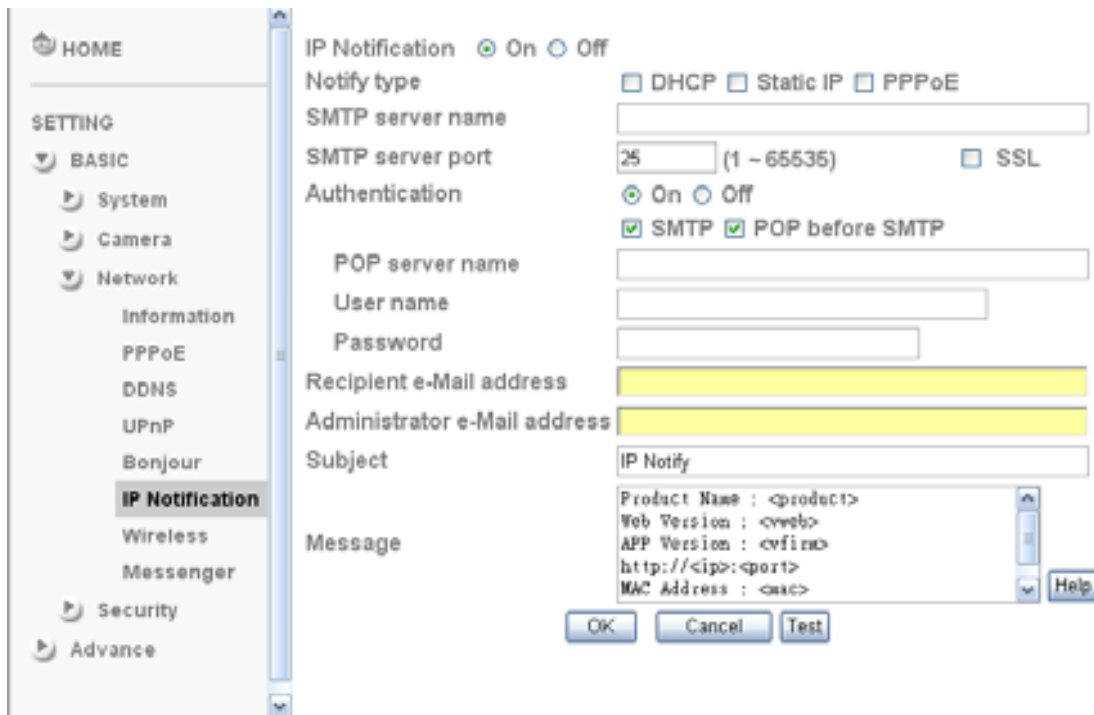 HOME
SETTING
BASIC
System
Camera
Network
Information
PPPoE
DDNS
UPnP
Bonjour
IP Notification
Wireless
Messenger
Security
Advance
IP Notification On Off
Notify type DHCP Static IP PPPoE
SMTP server name
SMTP server port 25 (1 ~ 65535) SSL
Authentication On Off
SMTP POP before SMTP
POP server name
User name
Password
Recipient e-Mail address
Administrator e-Mail address
Subject IP Notify
Message
Product Name : <product>
Web Version : <vweb>
APP Version : <vfirm>
http://<ip>:<port>
MAC Address : <mac>
Help
OK Cancel Test